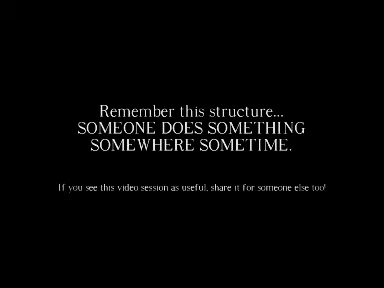 Remember this structure...
SOMEONE DOES SOMETHING
SOMEWHERE SOMETIME.
If you see this video session as useful, share it for someone else too!